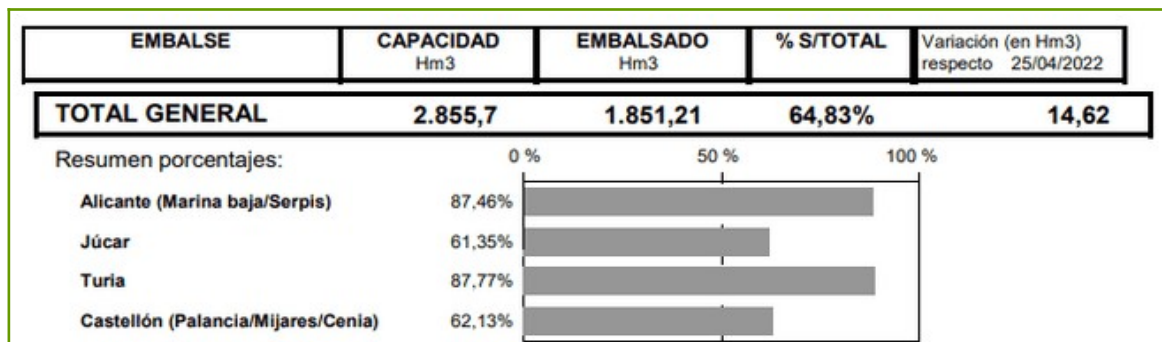 EMBALSE CAPACIDAD EMBALSADO % S/TOTAL Variación (en Hm3)
Hm3 Hm3 respecto 25/04/2022
TOTAL GENERAL 2.855,7 1.851,21 64,83% 14,62
Resumen porcentajes: 0 % 50 % 100 %
Alicante (Marina baja/Serpis) 87,46%
Júcar 61,35%
Turia 87,77%
Castellón (Palancia/Mijares/Cenia) 62,13%